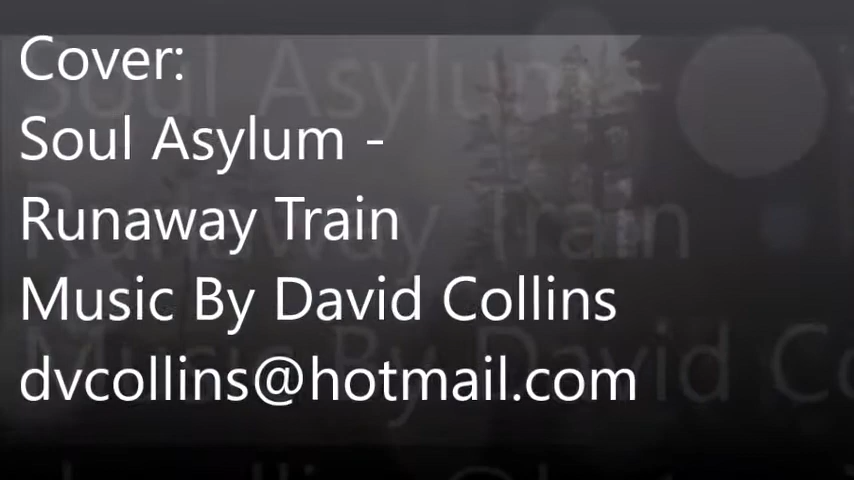 Cover:
Soul Asylum -
Runaway Train
Music By David Collins
dvcollins@hotmail.com